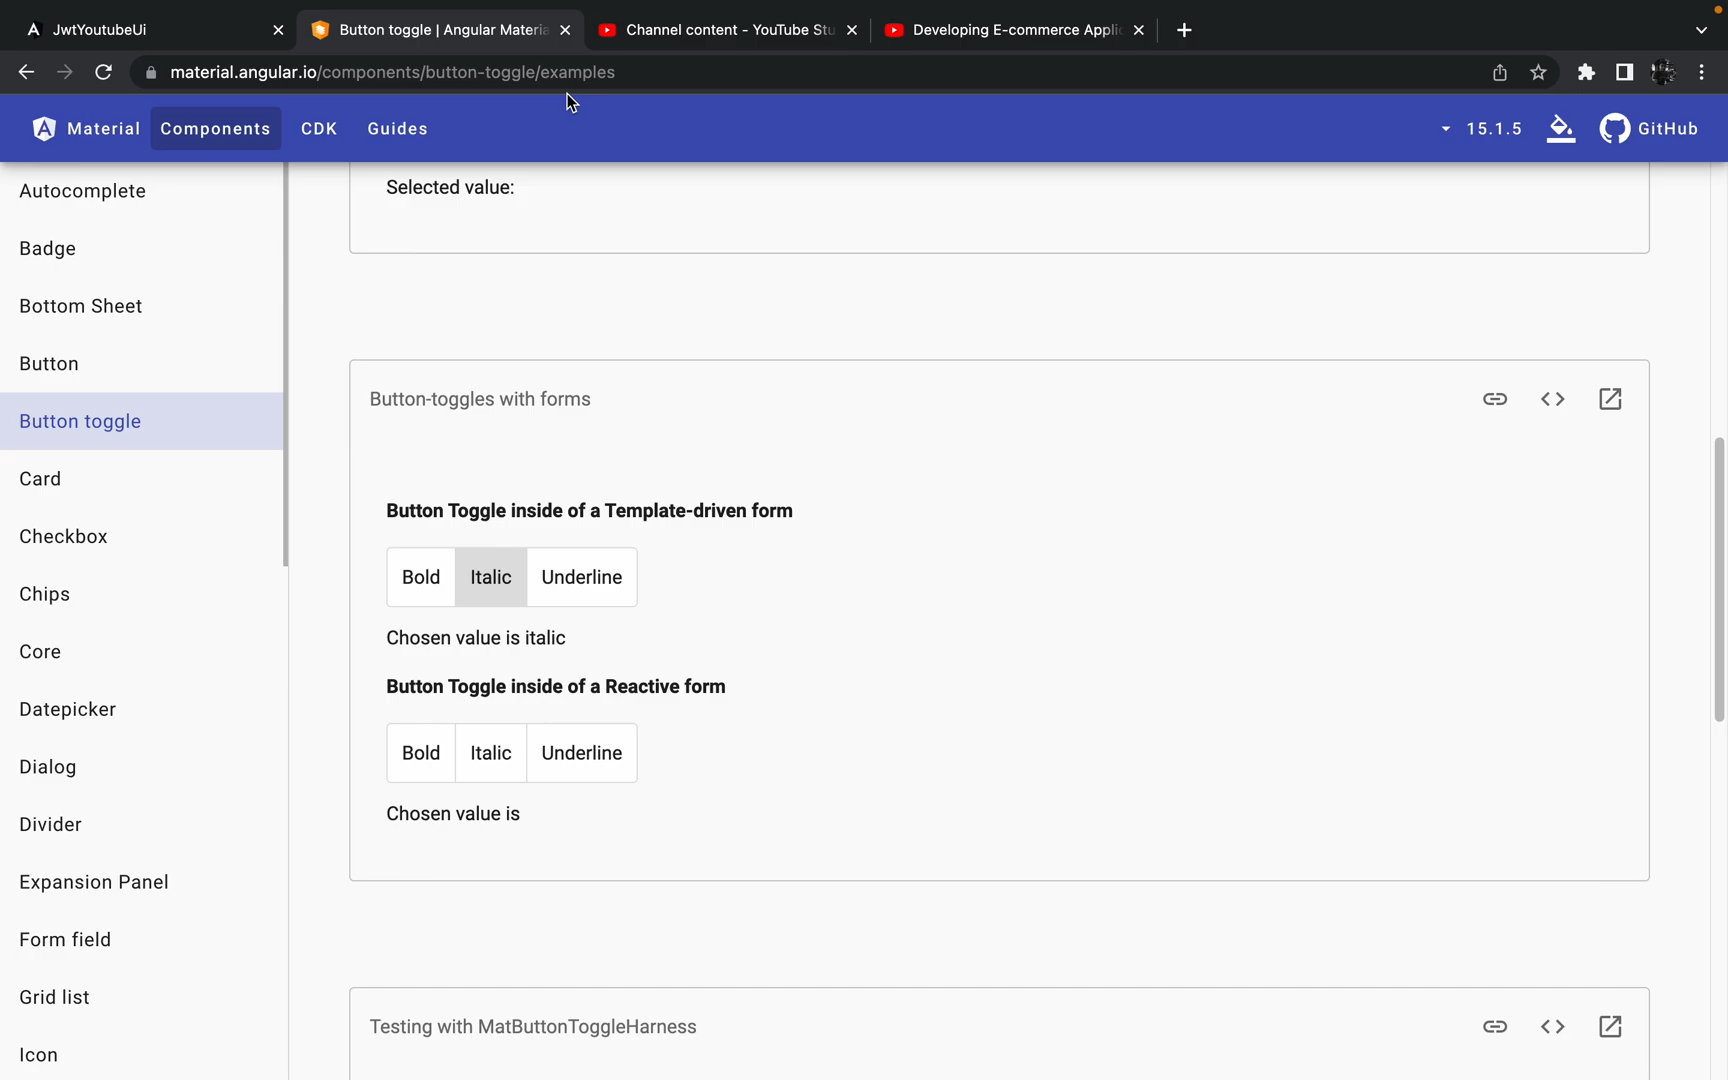 JwtYoutubeUi
Button toggle | Angular Materia
Channel content - YouTube Stu
Developing E-commerce Applic
material.angular.io/components/button-toggle/examples
Material
Components
CDK
Guides
15.1.5
GitHub
Autocomplete
Badge
Bottom Sheet
Button
Button toggle
Card
Checkbox
Chips
Core
Datepicker
Dialog
Divider
Expansion Panel
Form field
Grid list
Icon
Selected value:
Button-toggles with forms
Button Toggle inside of a Template-driven form
Bold Italic Underline
Chosen value is italic
Button Toggle inside of a Reactive form
Bold Italic Underline
Chosen value is
Testing with MatButtonToggleHarness